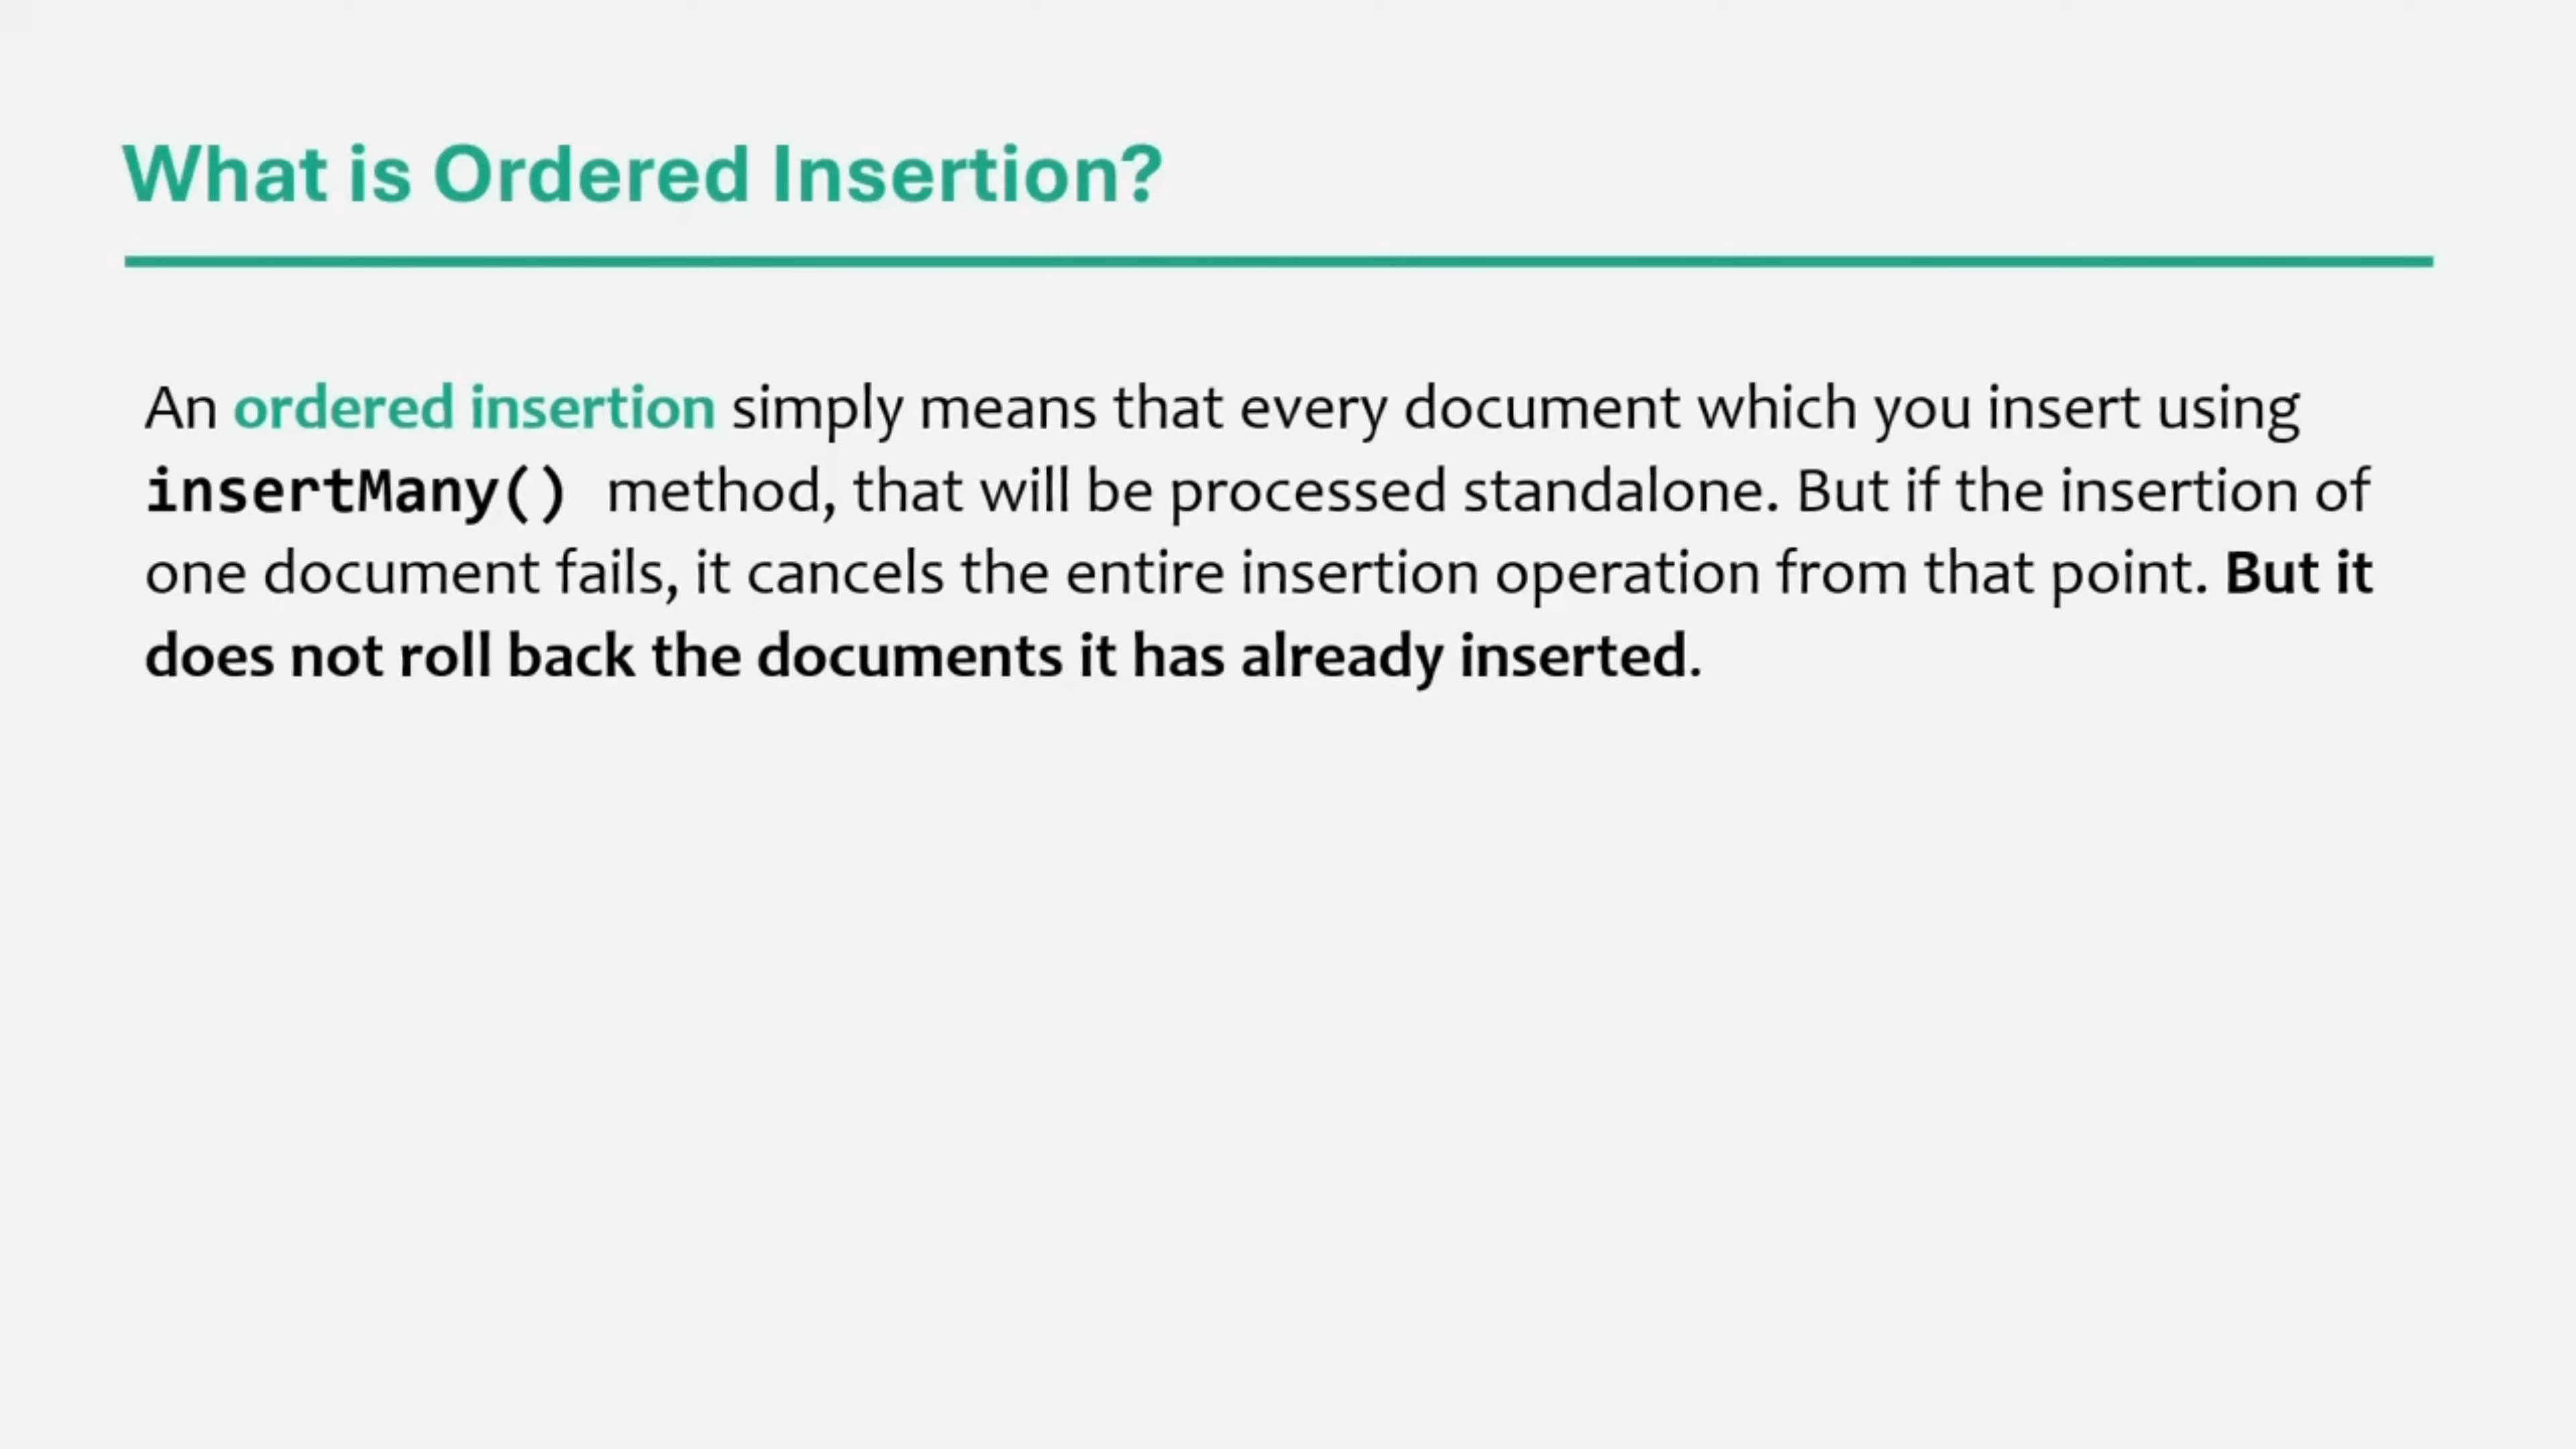 What is Ordered Insertion?
An ordered insertion simply means that every document which you insert using
insertMany() method, that will be processed standalone. But if the insertion of
one document fails, it cancels the entire insertion operation from that point. But it
does not roll back the documents it has already inserted.